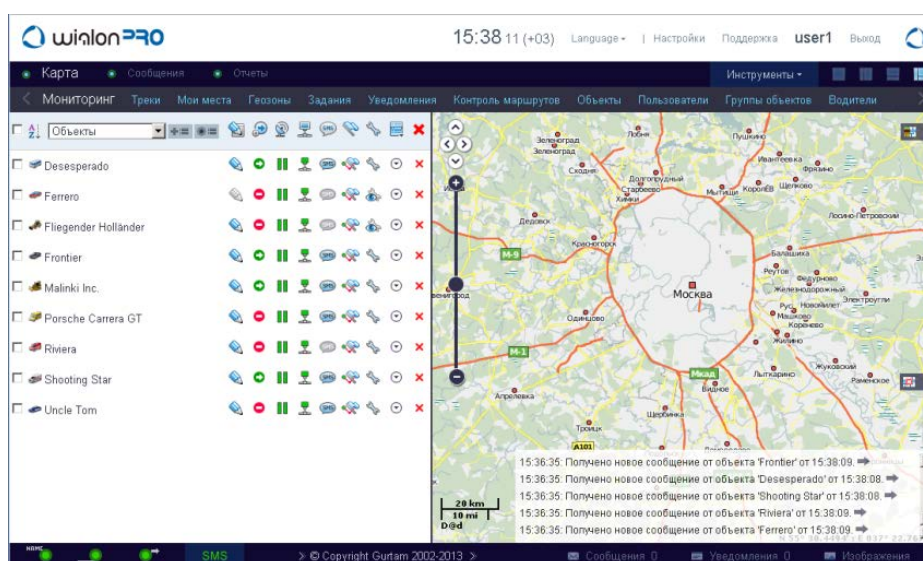 wialon PRO
15:38 11 (+03) Language | Настройки Поддержка user1 Выход
Карта Сообщения Отчеты Инструменты
Мониторинг Треки Мои места Геозоны Задания Уведомления Контроль маршрутов Объекты Пользователи Группы объектов Водители
Объекты
Desesperado
Ferrero
Fliegender Holländer
Frontier
Malinki Inc.
Porsche Carrera GT
Riviera
Shooting Star
Uncle Tom
Лобня
Пушкино
Зеленоград
Зеленоград
Ивантеевка
Фрязино
Сходня
Долгопрудный
Старбеево
Химки
Мытищи
Королёв
Щелково
Лосино-Петровский
Дедовск
Красногорск
М-9
Балашиха
Реутов
Федурново
Железнодорожный
Электроугли
Москва
Машково
Коренево
Одинцово
Жилино
М-1
Мкад
Видное
Лыткарино
Жуковский
Раменское
Апрелевка
Щербинка
Троицк
А101
15:36:35: Получено новое сообщение от объекта 'Frontier' от 15:38:09.
15:36:35: Получено новое сообщение от объекта 'Desesperado' от 15:38:08.
15:36:35: Получено новое сообщение от объекта 'Shooting Star' от 15:38:08.
15:36:35: Получено новое сообщение от объекта 'Riviera' от 15:38:09.
15:36:35: Получено новое сообщение от объекта 'Ferrero' от 15:38:09.
20 km
10 mi
D@d
NAME SMS > © Copyright Gurtam 2002-2013 > Сообщения 0 Уведомления 0 Изображения